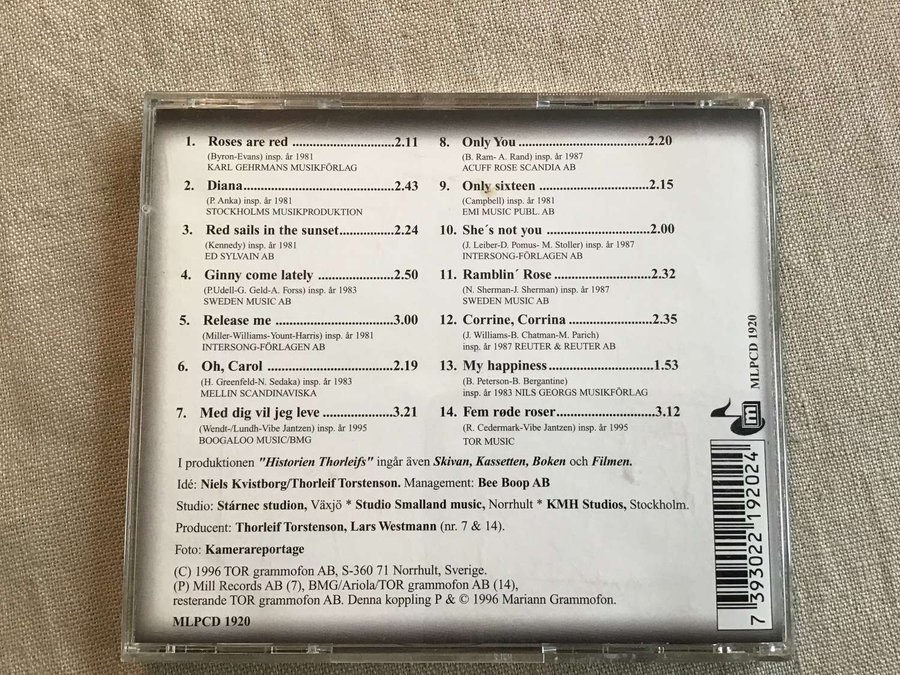 1. Roses are red ........................2.11
(Byron-Evans) insp. år 1981
KARL GEHRMANS MUSIKFÖRLAG
2. Diana......................................2.43
(P. Anka) insp. år 1981
STOCKHOLMS MUSIKPRODUKTION
3. Red sails in the sunset..............2.24
(Kennedy) insp. år 1981
ED SYLVAIN AB
4. Ginny come lately ...................2.50
(P.Udell-G. Geld-A. Forss) insp. år 1983
SWEDEN MUSIC AB
5. Release me ..............................3.00
(Miller-Williams-Yount-Harris) insp. år 1981
INTERSONG-FÖRLAGEN AB
6. Oh, Carol ................................2.19
(H. Greenfeld-N. Sedaka) insp. år 1983
MELLIN SCANDINAVISKA
7. Med dig vil jeg leve ..................3.21
(Wendt-/Lundh-Vibe Jantzen) insp. år 1995
BOOGALOO MUSIC/BMG
8. Only You.................................2.20
(B. Ram- A. Rand) insp. år 1987
ACUFF ROSE SCANDIA AB
9. Only sixteen ............................2.15
(Campbell) insp. år 1981
EMI MUSIC PUBL. AB
10. She´s not you ...........................2.00
(J. Leiber-D. Pomus- M. Stoller) insp. år 1987
INTERSONG-FÖRLAGEN AB
11. Ramblin´ Rose.........................2.32
(N. Sherman-J. Sherman) insp. år 1987
SWEDEN MUSIC AB
12. Corrine, Corrina .....................2.35
(J. Williams-B. Chatman-M. Parich)
insp. år 1987 REUTER & REUTER AB
13. My happiness ..........................1.53
(B. Peterson-B. Bergantine)
insp. år 1983 NILS GEORGS MUSIKFÖRLAG
14. Fem røde roser.........................3.12
(R. Cedermark-Vibe Jantzen) insp. år 1995
TOR MUSIC
I produktionen "Historien Thorleifs" ingår även Skivan, Kassetten, Boken och Filmen.
Idé: Niels Kvistborg/Thorleif Torstenson. Management: Bee Boop AB
Studio: Stárnec studion, Växjö * Studio Smalland music, Norrhult * KMH Studios, Stockholm.
Producent: Thorleif Torstenson, Lars Westmann (nr. 7 & 14).
Foto: Kamerareportage
(C) 1996 TOR grammofon AB, S-360 71 Norrhult, Sverige.
(P) Mill Records AB (7), BMG/Ariola/TOR grammofon AB (14),
resterande TOR grammofon AB. Denna koppling P & © 1996 Mariann Grammofon.
MLPCD 1920
MLPCD 1920
m
7 393022 192024